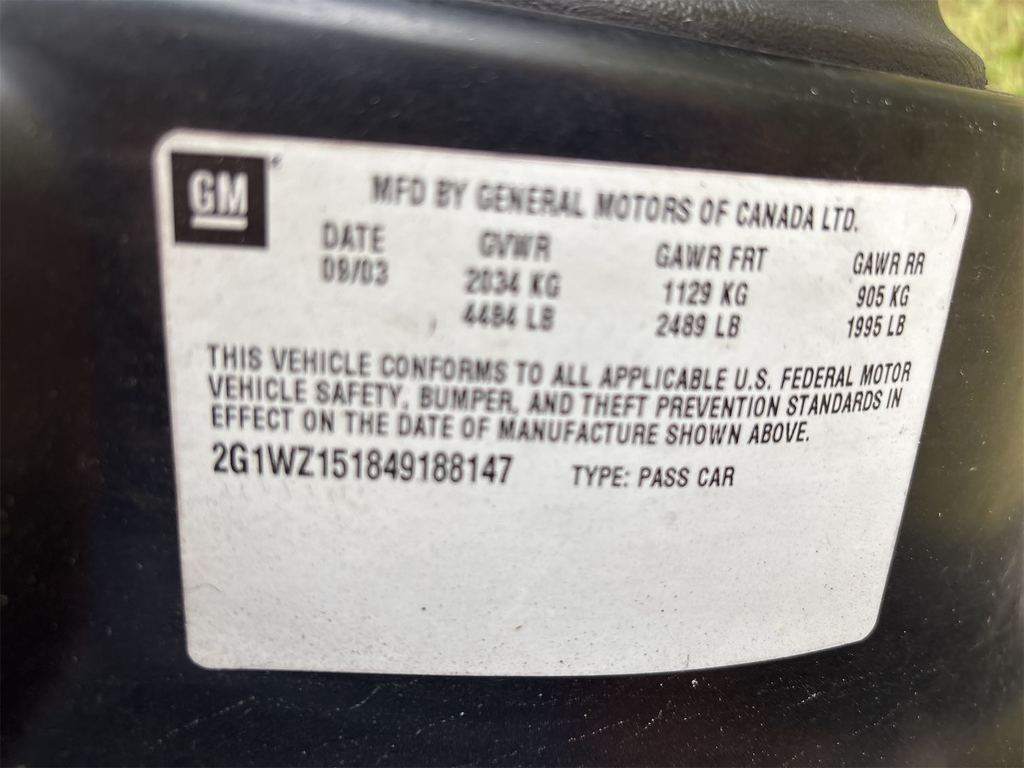 GM
MFD BY GENERAL MOTORS OF CANADA LTD.
DATE GVWR GAWR FRT GAWR RR
09/03 2034 KG 1129 KG 905 KG
4484 LB 2489 LB 1995 LB
THIS VEHICLE CONFORMS TO ALL APPLICABLE U.S. FEDERAL MOTOR
VEHICLE SAFETY, BUMPER, AND THEFT PREVENTION STANDARDS IN
EFFECT ON THE DATE OF MANUFACTURE SHOWN ABOVE.
2G1WZ151849188147 TYPE: PASS CAR